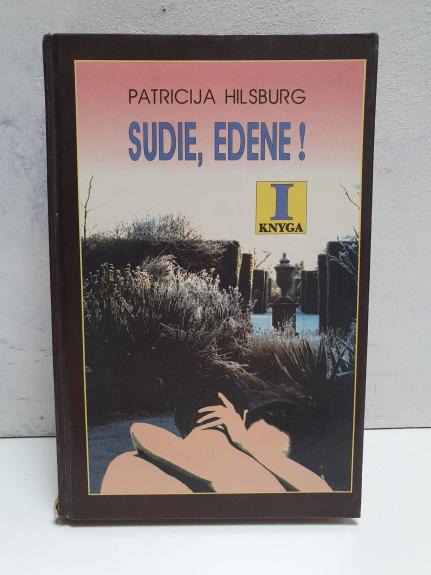 PATRICIJA HILSBURG
SUDIE, EDENE!
I
KNYGA